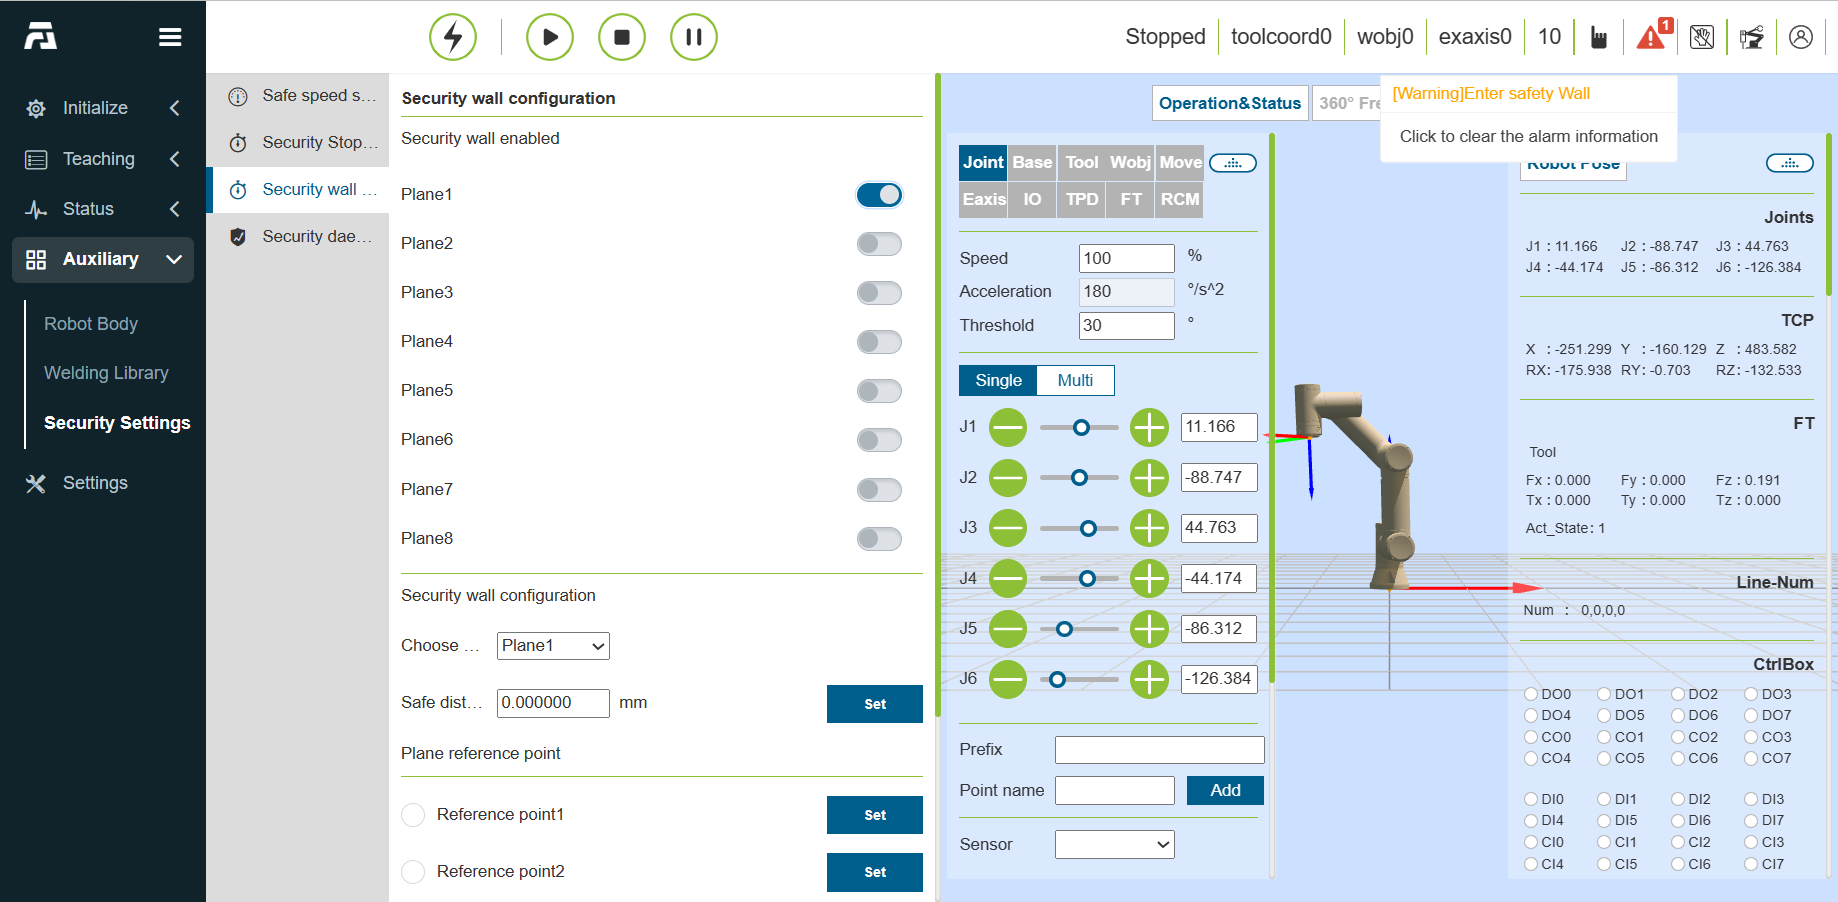 Stopped toolcoord0 wobj0 exaxis0 10 1
Initialize
Teaching
Status
Auxiliary
Robot Body
Welding Library
Security Settings
Settings
Safe speed s...
Security Stop...
Security wall ...
Security dae...
Security wall configuration
Security wall enabled
Plane1
Plane2
Plane3
Plane4
Plane5
Plane6
Plane7
Plane8
Security wall configuration
Choose ... Plane1
Safe dist... 0.000000 mm Set
Plane reference point
Reference point1 Set
Reference point2 Set
Operation&Status 360° Fre
[Warning]Enter safety Wall
Click to clear the alarm information
Joint Base Tool Wobj Move
Eaxis IO TPD FT RCM
Speed 100 %
Acceleration 180 °/s^2
Threshold 30 °
Single Multi
J1 11.166
J2 -88.747
J3 44.763
J4 -44.174
J5 -86.312
J6 -126.384
Prefix
Point name Add
Sensor
Robot Pose
Joints
J1 : 11.166 J2 : -88.747 J3 : 44.763
J4 : -44.174 J5 : -86.312 J6 : -126.384
TCP
X : -251.299 Y : -160.129 Z : 483.582
RX: -175.938 RY: -0.703 RZ: -132.533
FT
Tool
Fx : 0.000 Fy : 0.000 Fz : 0.191
Tx : 0.000 Ty : 0.000 Tz : 0.000
Act_State: 1
Line-Num
Num : 0,0,0,0
CtrlBox
DO0 DO1 DO2 DO3
DO4 DO5 DO6 DO7
CO0 CO1 CO2 CO3
CO4 CO5 CO6 CO7
DI0 DI1 DI2 DI3
DI4 DI5 DI6 DI7
CI0 CI1 CI2 CI3
CI4 CI5 CI6 CI7